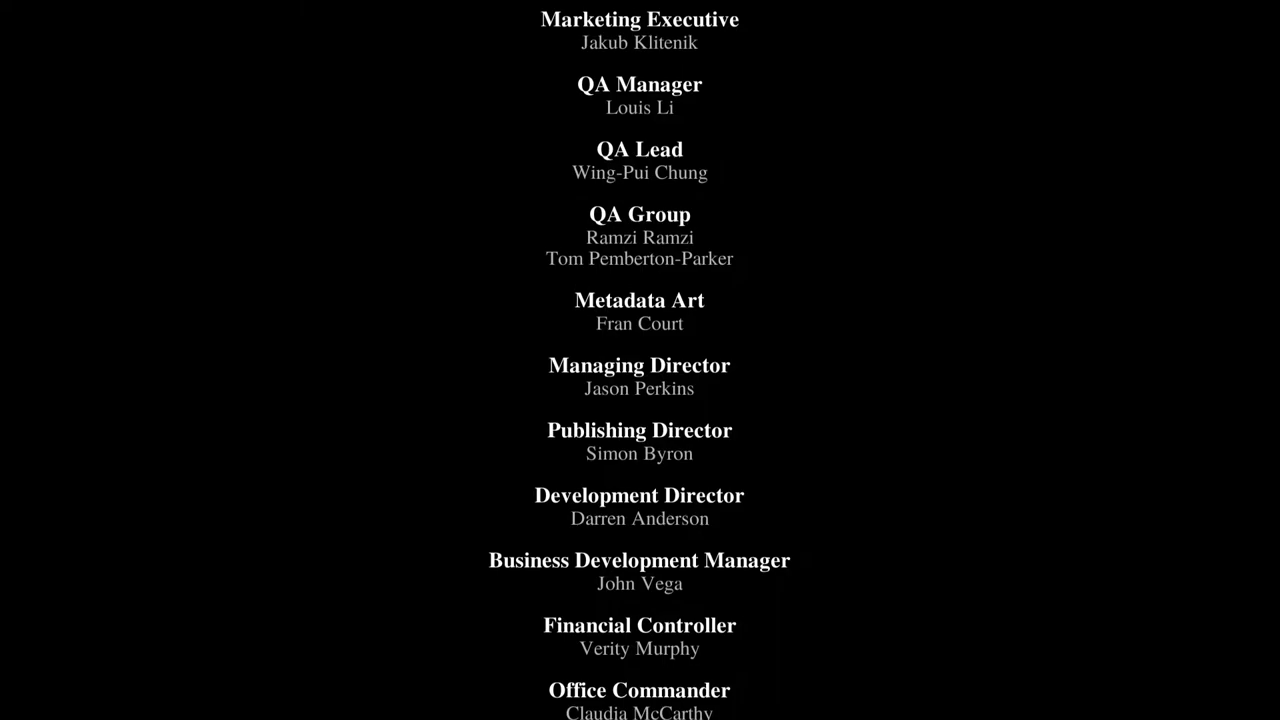 Marketing Executive
Jakub Klitenik
QA Manager
Louis Li
QA Lead
Wing-Pui Chung
QA Group
Ramzi Ramzi
Tom Pemberton-Parker
Metadata Art
Fran Court
Managing Director
Jason Perkins
Publishing Director
Simon Byron
Development Director
Darren Anderson
Business Development Manager
John Vega
Financial Controller
Verity Murphy
Office Commander
Claudia McCarthy